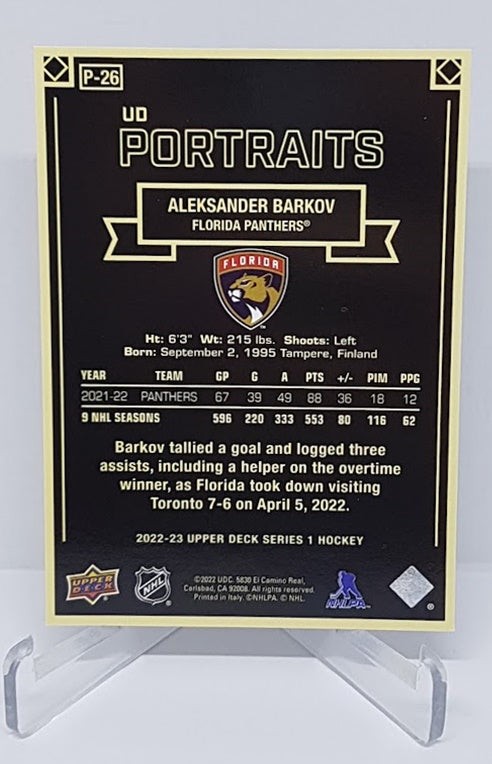 P-26
UD
PORTRAITS
ALEKSANDER BARKOV
FLORIDA PANTHERS®
FLORIDA
Ht: 6'3" Wt: 215 lbs. Shoots: Left
Born: September 2, 1995 Tampere, Finland
YEAR TEAM GP G A PTS +/- PIM PPG
2021-22 PANTHERS 67 39 49 88 36 18 12
9 NHL SEASONS 596 220 333 553 80 116 62
Barkov tallied a goal and logged three
assists, including a helper on the overtime
winner, as Florida took down visiting
Toronto 7-6 on April 5, 2022.
2022-23 UPPER DECK SERIES 1 HOCKEY
UPPER
DECK
NHL
©2022 UDC. 5830 El Camino Real,
Carlsbad, CA 92008. All rights reserved.
Printed in Italy. ©NHLPA. © NHL.
NHLPA
®